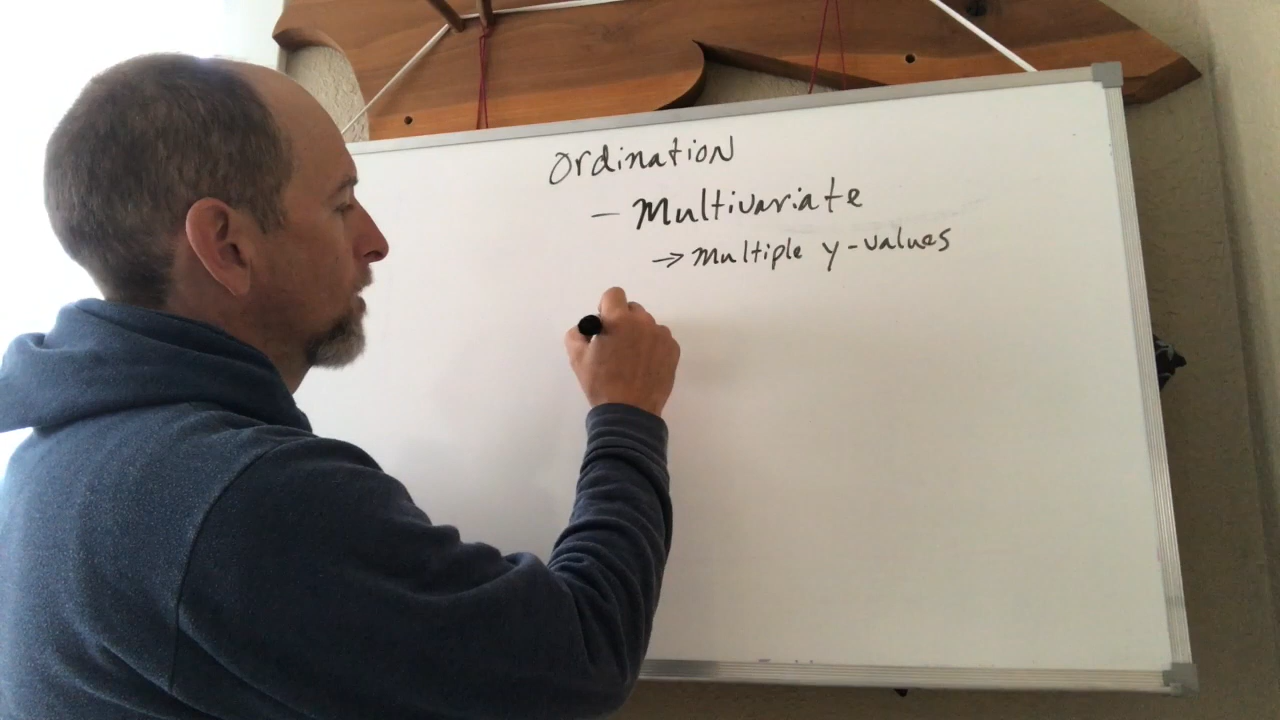 Ordination
- Multivariate
→ Multiple y-values